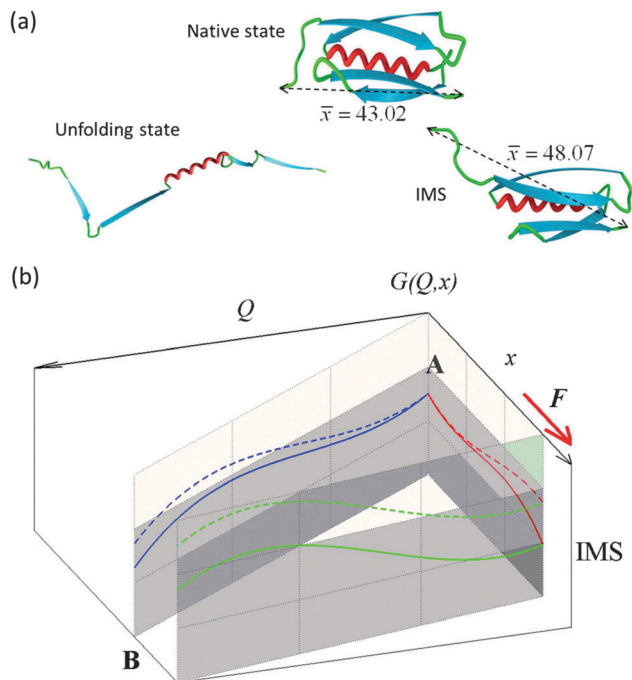 (a)
Native state
x̅ = 43.02
Unfolding state
x̅ = 48.07
IMS
(b)
G(Q,x)
Q
x
A
F
IMS
B